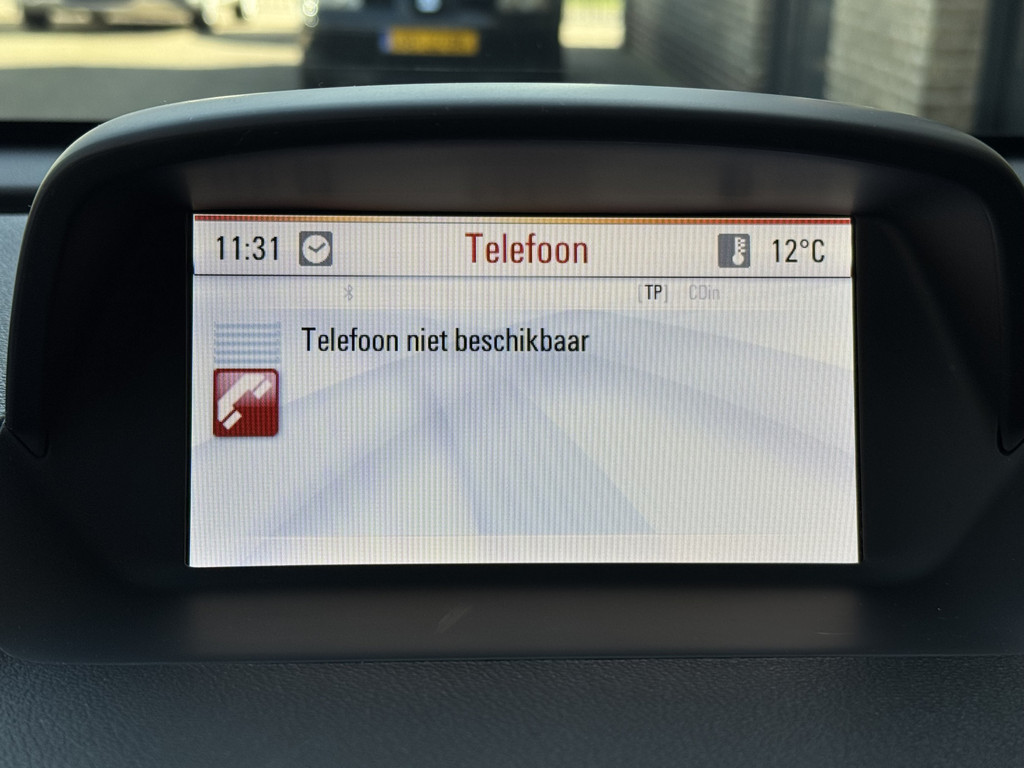 11:31 Telefoon 12°C
[TP] CDin
Telefoon niet beschikbaar